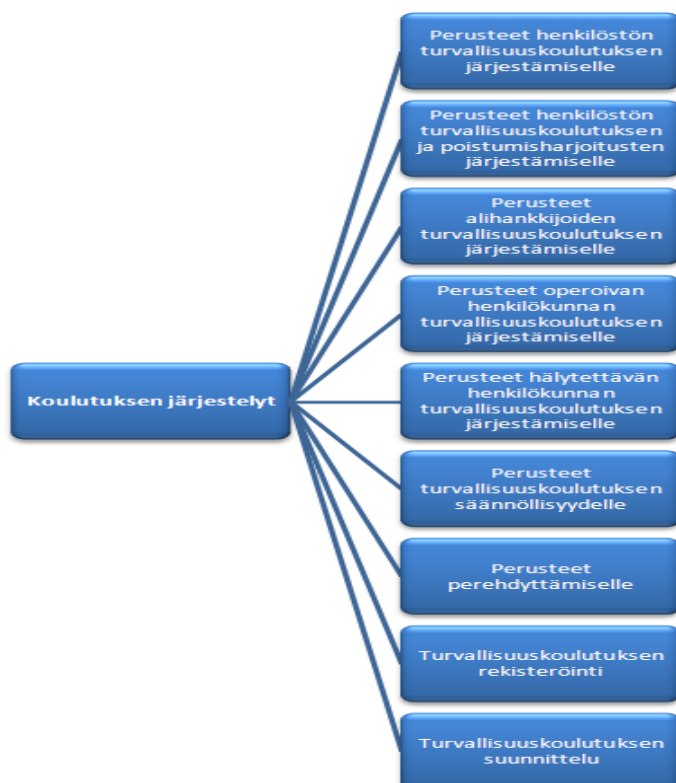 Perusteet henkilöstön
turvallisuuskoulutuksen
järjestämiselle
Perusteet henkilöstön
turvallisuuskoulutuksen
ja poistumisharjoitusten
järjestämiselle
Perusteet
alihankkijoiden
turvallisuuskoulutuksen
järjestämiselle
Perusteet operoivan
henkilökunnan
turvallisuuskoulutuksen
järjestämiselle
Koulutuksen järjestelyt
Perusteet hälytettävän
henkilökunnan
turvallisuuskoulutuksen
järjestämiselle
Perusteet
turvallisuuskoulutuksen
säännöllisyydelle
Perusteet
perehdyttämiselle
Turvallisuuskoulutuksen
rekisteröinti
Turvallisuuskoulutuksen
suunnittelu